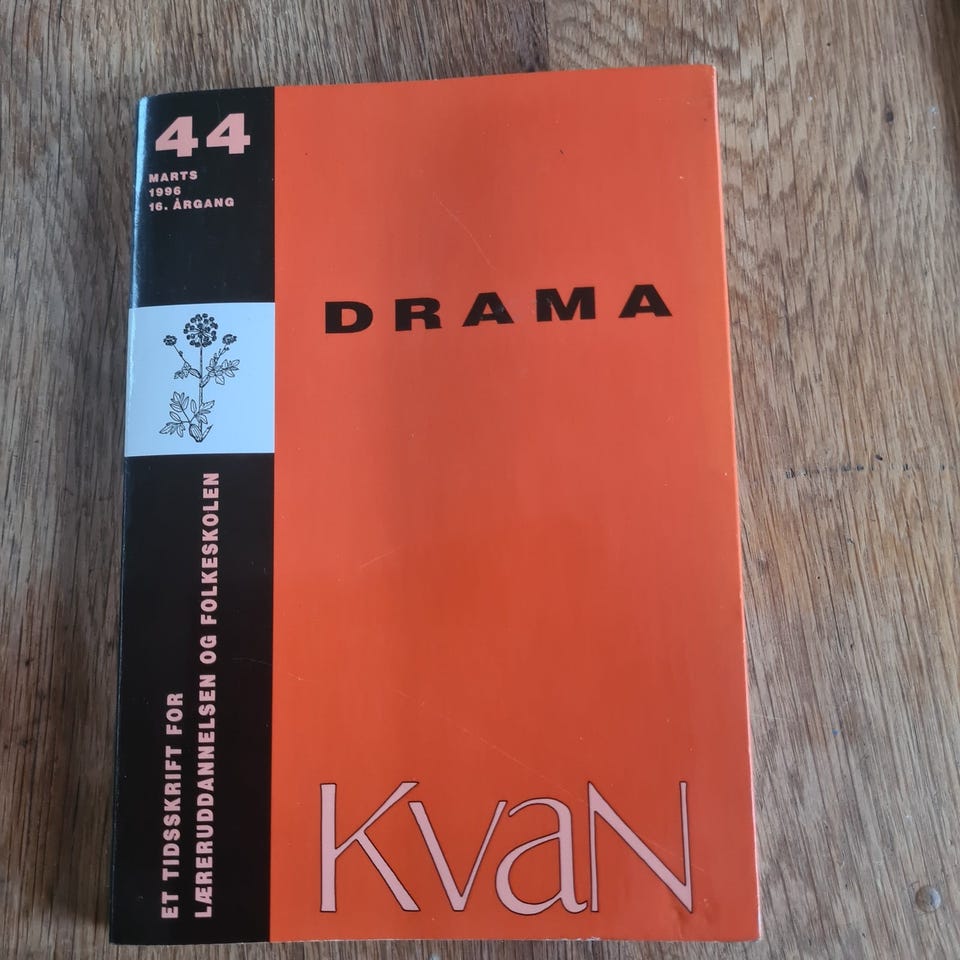 44
MARTS
1996
16. ÅRGANG
DRAMA
ET TIDSSKRIFT FOR
LÆRERUDDANNELSEN OG FOLKESKOLEN
KvaN